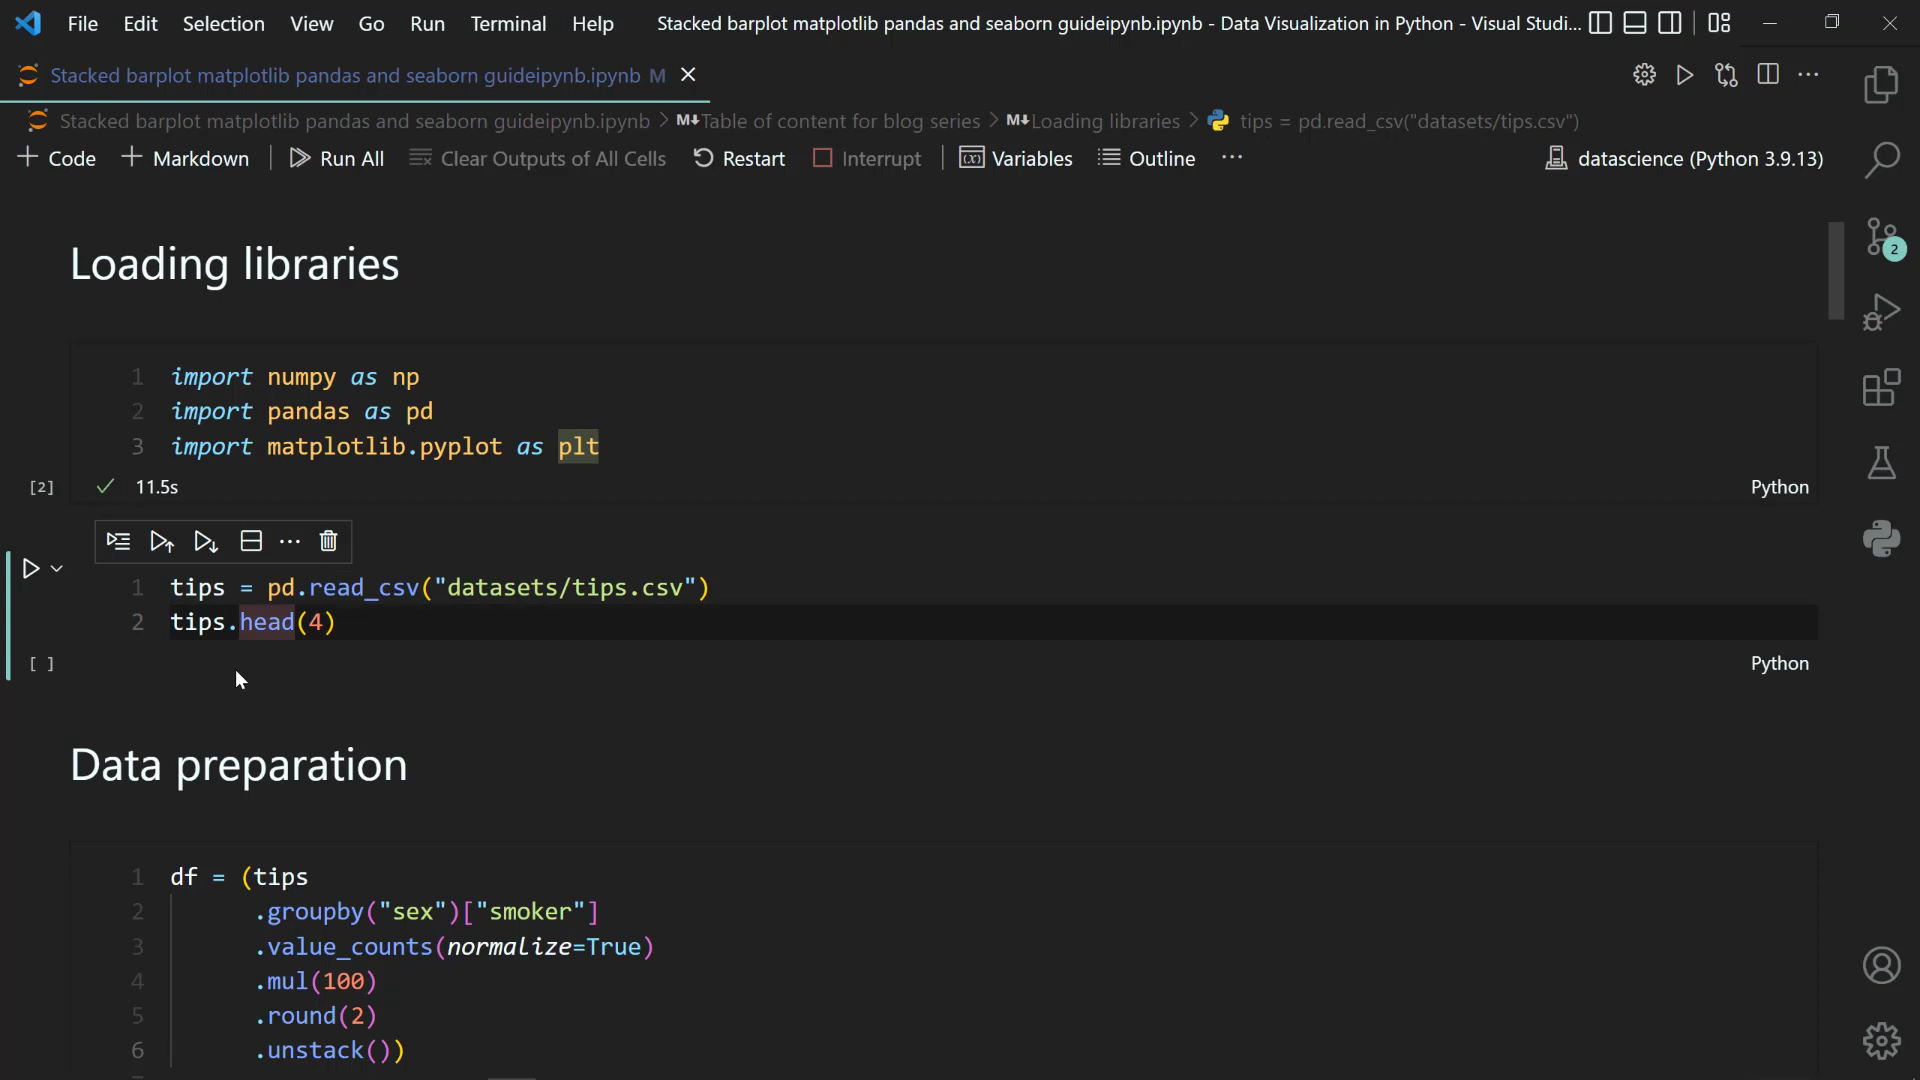 File Edit Selection View Go Run Terminal Help Stacked barplot matplotlib pandas and seaborn guideipynb.ipynb - Data Visualization in Python - Visual Studi...
Stacked barplot matplotlib pandas and seaborn guideipynb.ipynb M
Stacked barplot matplotlib pandas and seaborn guideipynb.ipynb > M↓Table of content for blog series > M↓Loading libraries > tips = pd.read_csv("datasets/tips.csv")
+ Code + Markdown Run All Clear Outputs of All Cells Restart Interrupt Variables Outline ... datascience (Python 3.9.13)
2
Loading libraries
1 import numpy as np
2 import pandas as pd
3 import matplotlib.pyplot as plt
[2] ✓ 11.5s Python
1 tips = pd.read_csv("datasets/tips.csv")
2 tips.head(4)
[ ] Python
Data preparation
1 df = (tips
2 .groupby("sex")["smoker"]
3 .value_counts(normalize=True)
4 .mul(100)
5 .round(2)
6 .unstack())